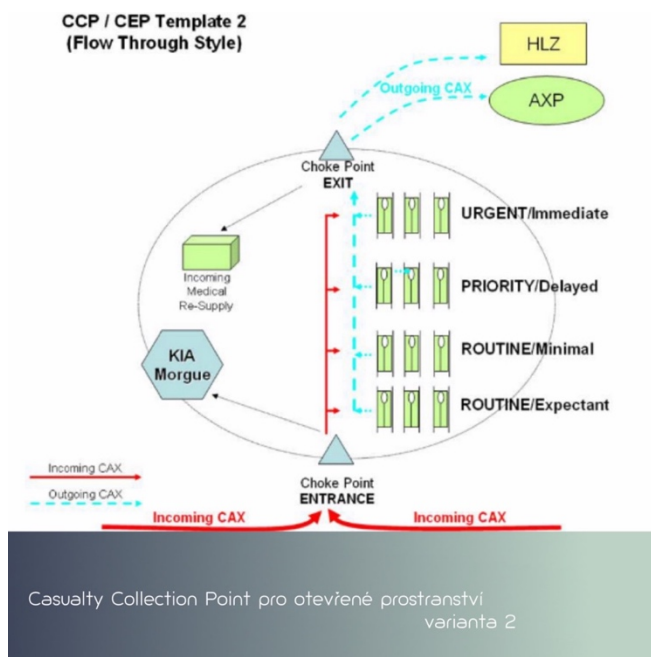 CCP / CEP Template 2
(Flow Through Style)
HLZ
Outgoing CAX
AXP
Choke Point
EXIT
URGENT/Immediate
Incoming
Medical
Re-Supply
PRIORITY/Delayed
KIA
Morgue
ROUTINE/Minimal
ROUTINE/Expectant
Incoming CAX
Outgoing CAX
Choke Point
ENTRANCE
Incoming CAX
Incoming CAX
Casualty Collection Point pro otevřené prostranství
varianta 2